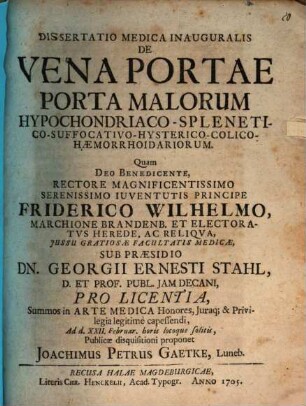 DISSERTATIO MEDICA INAUGURALIS
DE
VENA PORTAE
PORTA MALORUM
HYPOCHONDRIACO-SPLENETI-
CO-SUFFOCATIVO-HYSTERICO-COLICO-
HÆMORRHOIDARIORUM.
Quam
DEO BENEDICENTE,
RECTORE MAGNIFICENTISSIMO
SERENISSIMO IUVENTUTIS PRINCIPE
FRIDERICO WILHELMO,
MARCHIONE BRANDENB. ET ELECTORA-
TVS HEREDE, AC RELIQVA,
JUSSU GRATIOSÆ FACULTATIS MEDICÆ,
SUB PRÆSIDIO
DN. GEORGII ERNESTI STAHL,
D. ET PROF. PUBL. JAM DECANI,
PRO LICENTIA,
Summos in ARTE MEDICA Honores, Juraq; & Privi-
legia legitimè capessendi,
Ad d. XXII. Februar. horis locoque solitis,
Publicæ disquisitioni proponet
JOACHIMUS PETRUS GAETKE, Luneb.
RECUSA HALAE MAGDEBURGICAE,
Literis CHR. HENCKELII, Acad. Typogr. ANNO 1705.